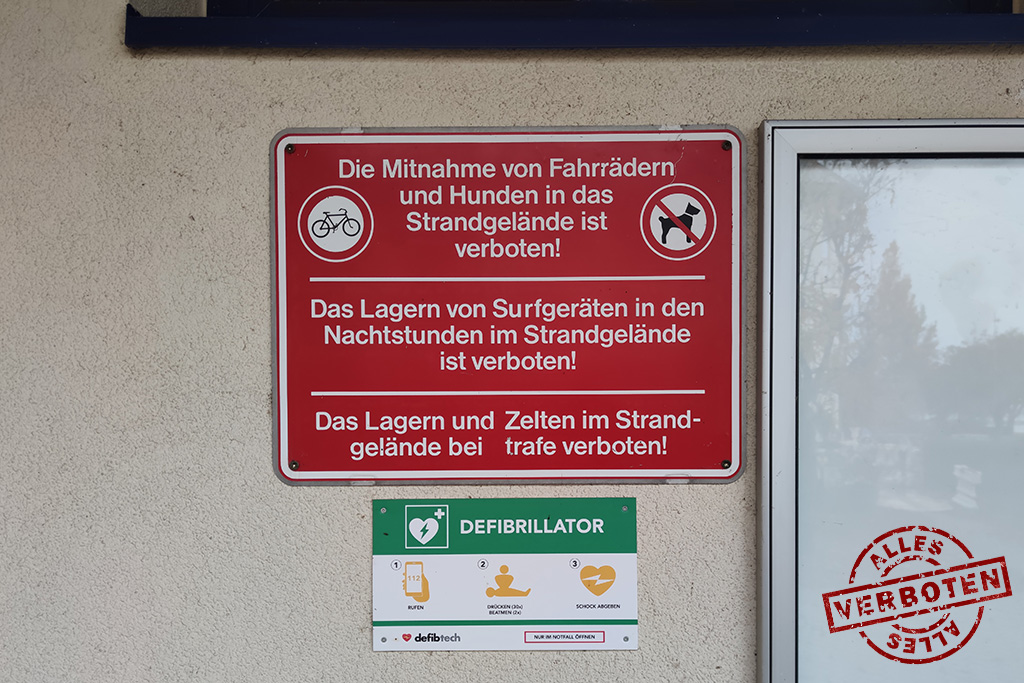 Die Mitnahme von Fahrrädern
und Hunden in das
Strandgelände ist
verboten!
Das Lagern von Surfgeräten in den
Nachtstunden im Strandgelände
ist verboten!
Das Lagern und Zelten im Strand-
gelände bei trafe verboten!
DEFIBRILLATOR
1 2 3
112
RUFEN
DRÜCKEN (30x)
BEATMEN (2x)
SCHOCK ABGEBEN
defibtech
NUR IM NOTFALL ÖFFNEN
ALLES
VERBOTEN
ALLES